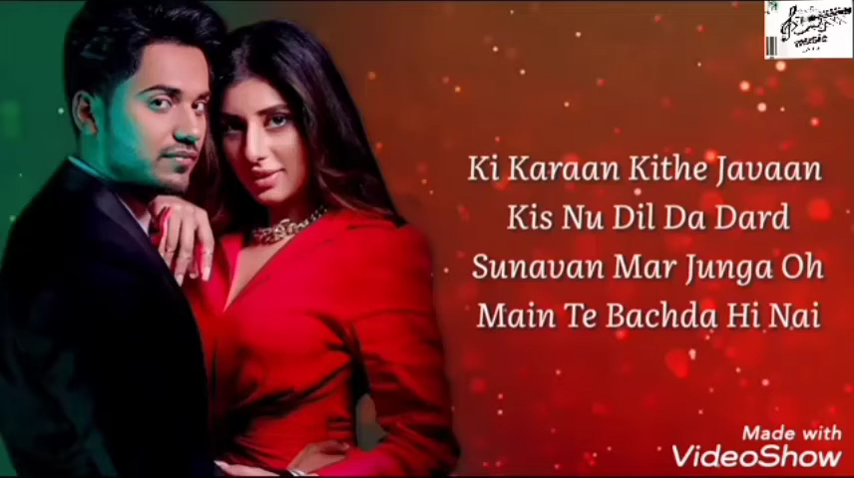 music
Ki Karaan Kithe Javaan
Kis Nu Dil Da Dard
Sunavan Mar Junga Oh
Main Te Bachda Hi Nai
Made with
VideoShow